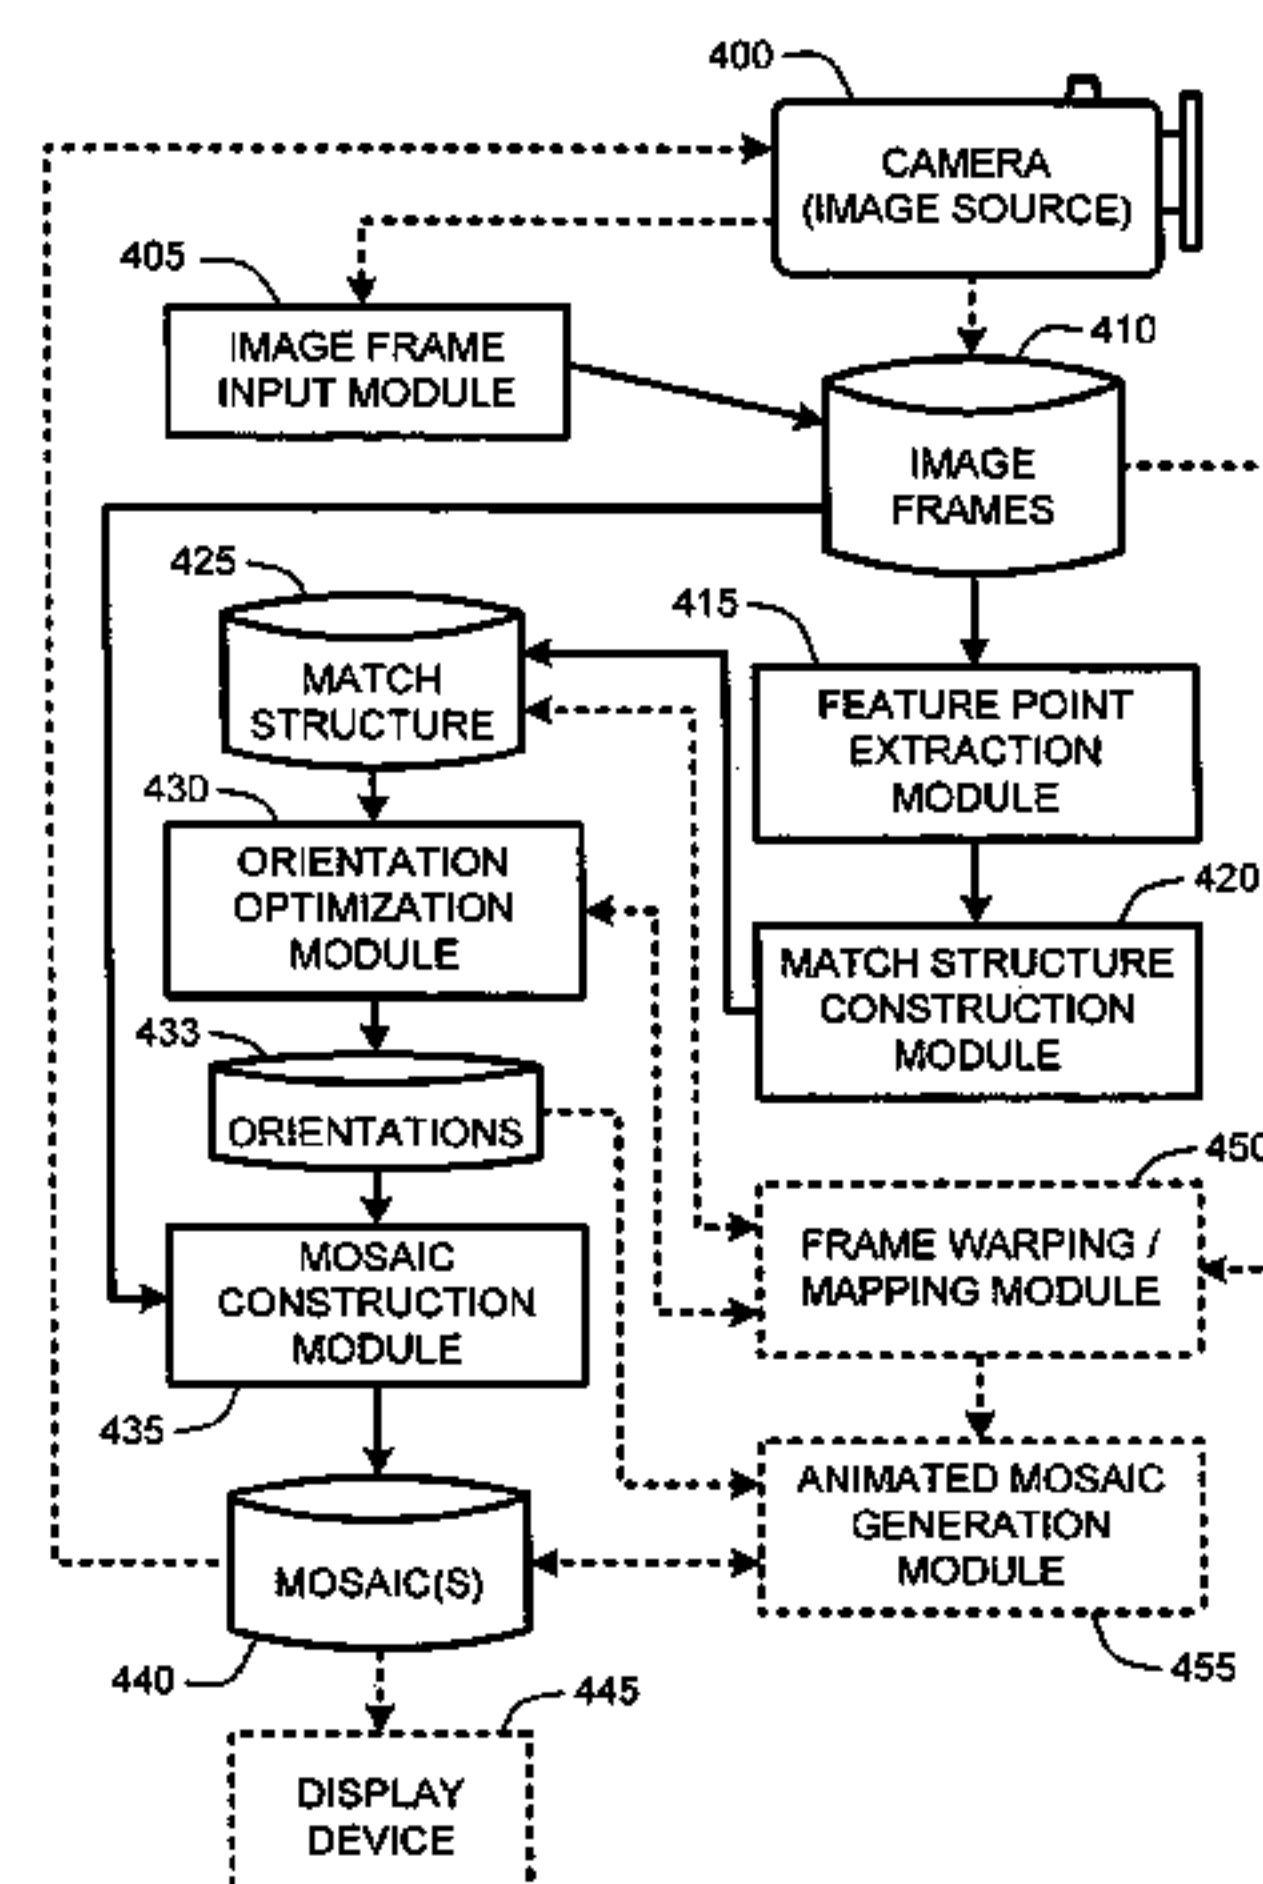 400
CAMERA
(IMAGE SOURCE)
405
IMAGE FRAME
INPUT MODULE
410
IMAGE
FRAMES
425
MATCH
STRUCTURE
415
FEATURE POINT
EXTRACTION
MODULE
430
ORIENTATION
OPTIMIZATION
MODULE
420
MATCH STRUCTURE
CONSTRUCTION
MODULE
433
ORIENTATIONS
450
FRAME WARPING /
MAPPING MODULE
MOSAIC
CONSTRUCTION
MODULE
435
ANIMATED MOSAIC
GENERATION
MODULE
455
MOSAIC(S)
440
445
DISPLAY
DEVICE